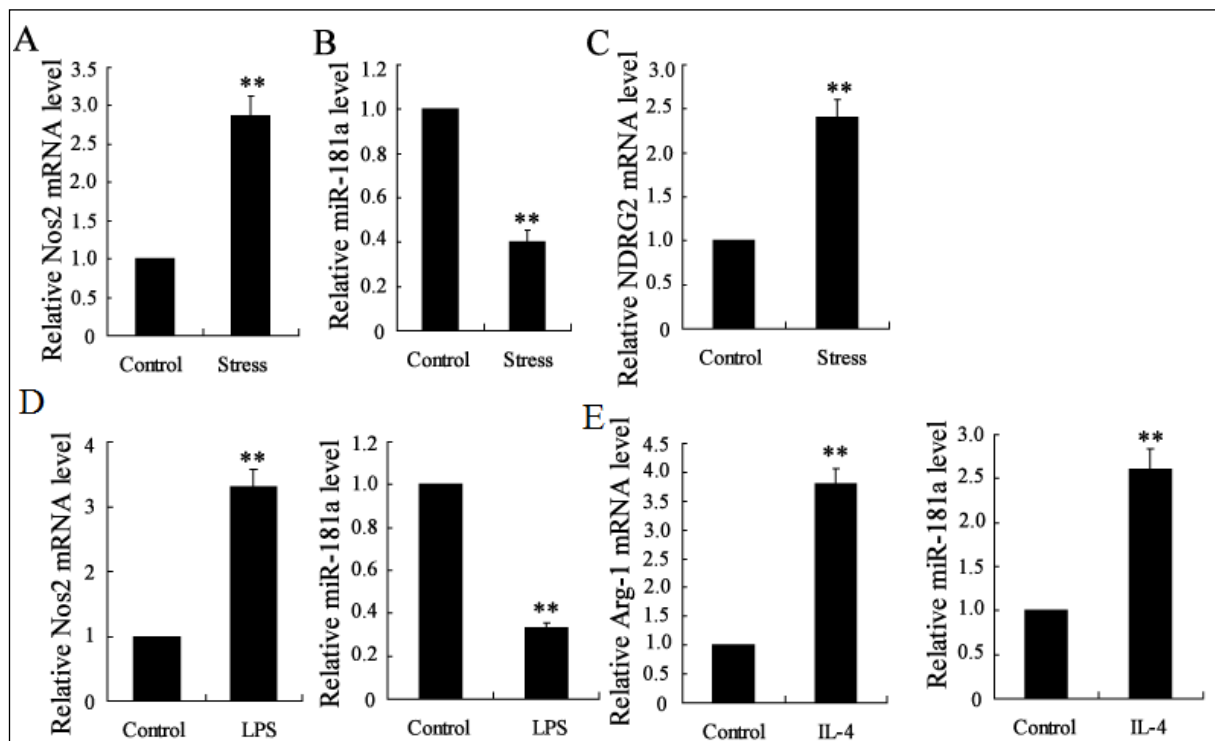 A
Relative Nos2 mRNA level
3.5
3.0
2.5
2.0
1.5
1.0
0.5
0
**
Control
Stress
B
Relative miR-181a level
1.2
1.0
0.8
0.6
0.4
0.2
0
**
Control
Stress
C
Relative NDRG2 mRNA level
3.0
2.5
2.0
1.5
1.0
0.5
0
**
Control
Stress
D
Relative Nos2 mRNA level
4
3
2
1
0
**
Control
LPS
Relative miR-181a level
1.2
1.0
0.8
0.6
0.4
0.2
0
**
Control
LPS
E
Relative Arg-1 mRNA level
4.5
4.0
3.5
3.0
2.5
2.0
1.5
1.0
0.5
0
**
Control
IL-4
Relative miR-181a level
3.0
2.5
2.0
1.5
1.0
0.5
0
**
Control
IL-4